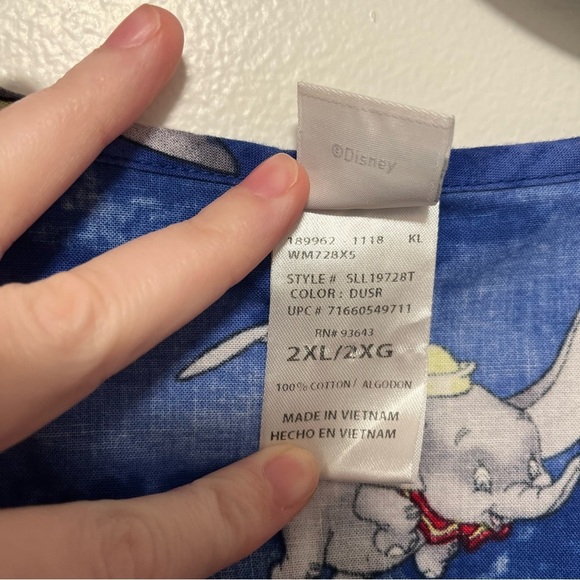 ©Disney
189962 1118 KL
WM728X5
STYLE # SLL19728T
COLOR : DUSR
UPC # 71660549711
RN# 93643
2XL/2XG
100% COTTON / ALGODON
MADE IN VIETNAM
HECHO EN VIETNAM